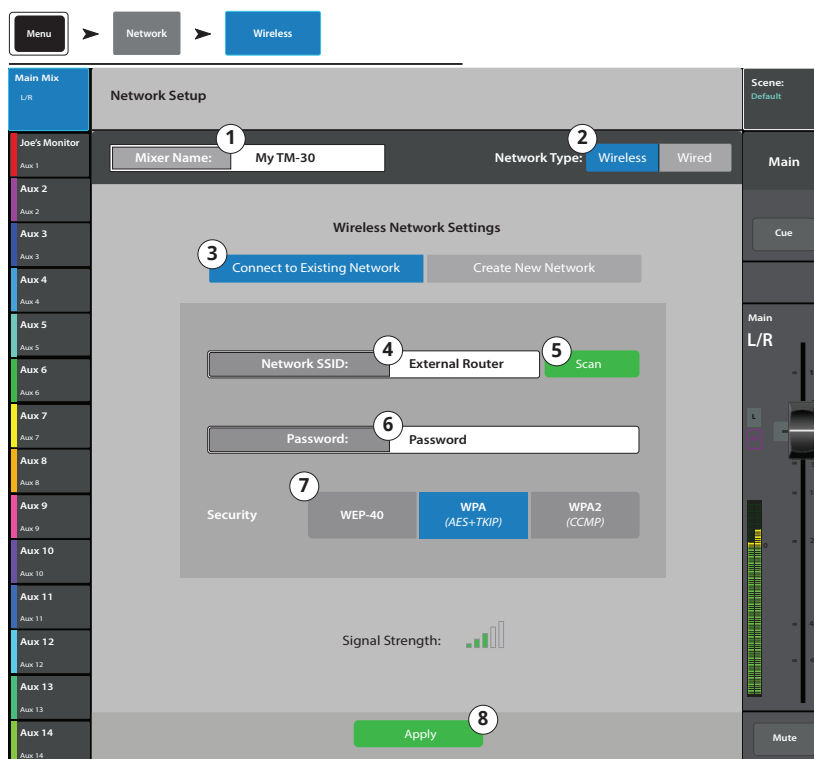 Menu
Network
Wireless
Main Mix
L/R
Network Setup
Scene:
Default
1
Mixer Name:
My TM-30
2
Network Type:
Wireless
Wired
Main
Joe's Monitor
Aux 1
Aux 2
Aux 2
Aux 3
Aux 3
Aux 4
Aux 4
Aux 5
Aux 5
Aux 6
Aux 6
Aux 7
Aux 7
Aux 8
Aux 8
Aux 9
Aux 9
Aux 10
Aux 10
Aux 11
Aux 11
Aux 12
Aux 12
Aux 13
Aux 13
Aux 14
Aux 14
Wireless Network Settings
3
Connect to Existing Network
Create New Network
4
Network SSID:
External Router
5
Scan
6
Password:
Password
7
Security
WEP-40
WPA
(AES+TKIP)
WPA2
(CCMP)
Signal Strength:
8
Apply
Cue
Main
L/R
L
0
Mute